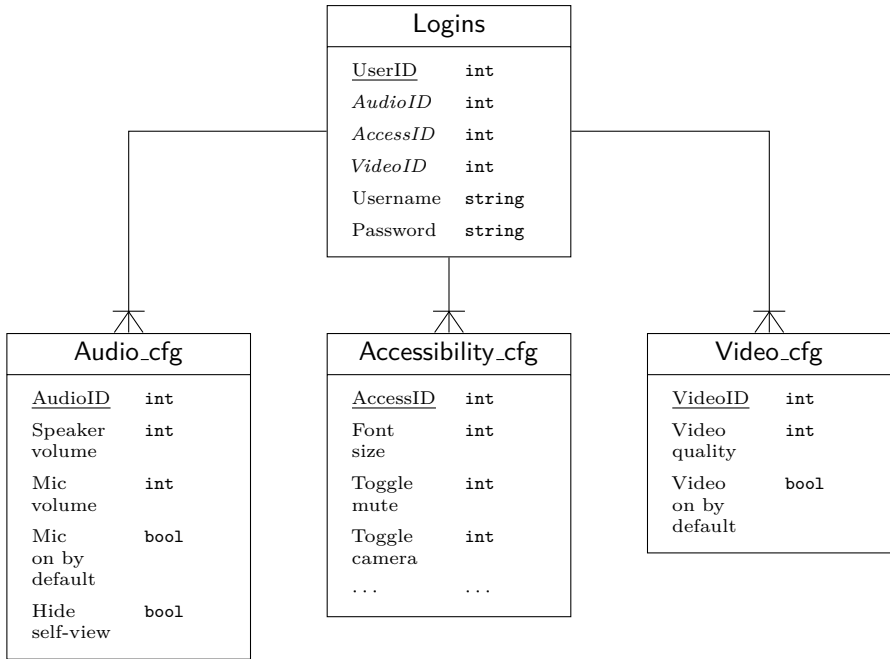 Logins
UserID int
AudioID int
AccessID int
VideoID int
Username string
Password string
Audio_cfg
AudioID int
Speaker int
volume
Mic int
volume
Mic bool
on by
default
Hide bool
self-view
Accessibility_cfg
AccessID int
Font int
size
Toggle int
mute
Toggle int
camera
... ...
Video_cfg
VideoID int
Video int
quality
Video bool
on by
default